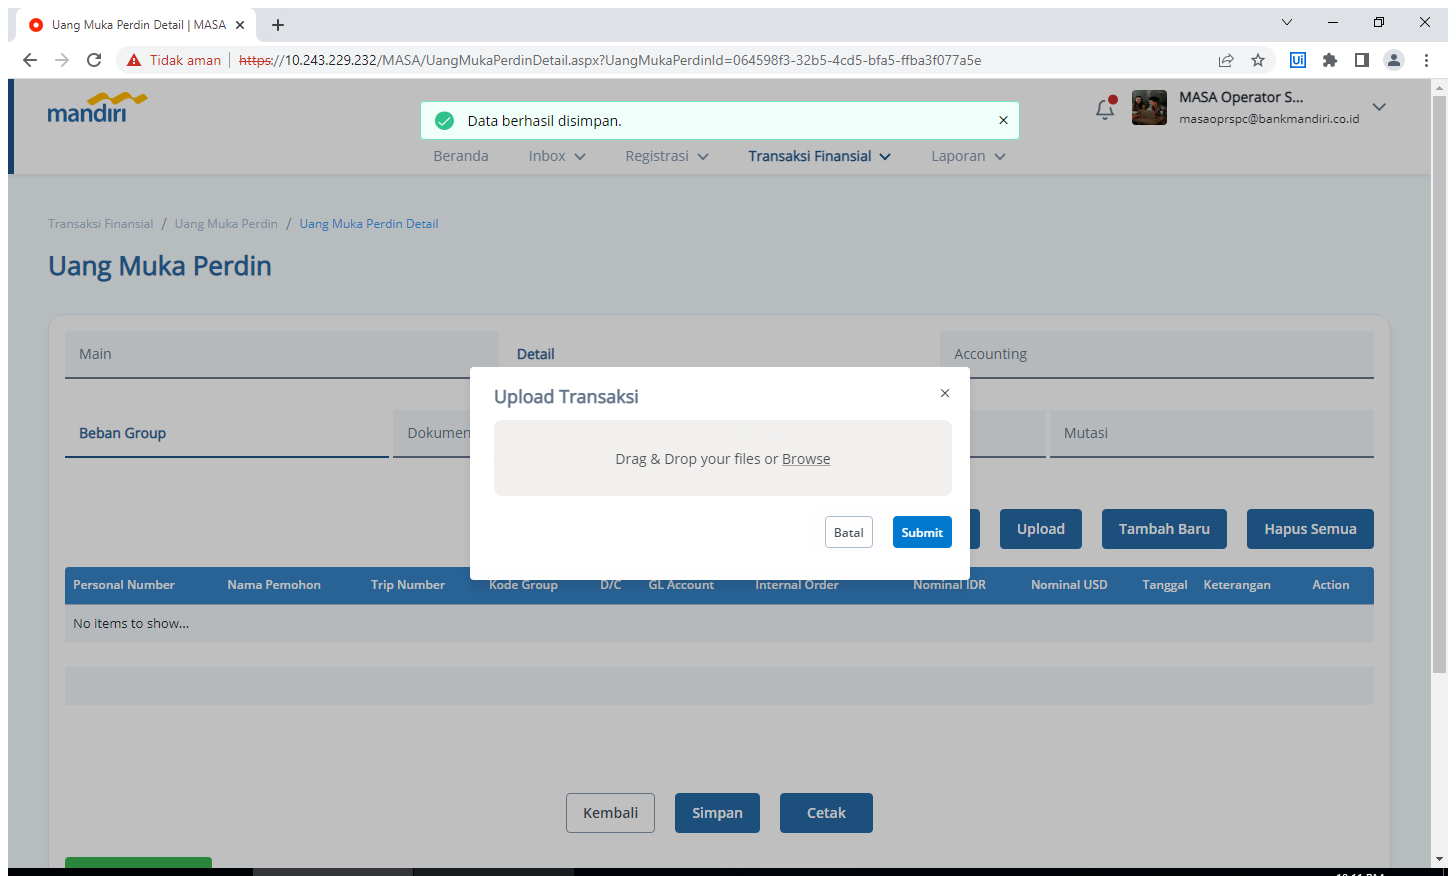 Uang Muka Perdin Detail | MASA
Tidak aman
https://10.243.229.232/MASA/UangMukaPerdinDetail.aspx?UangMukaPerdinId=064598f3-32b5-4cd5-bfa5-ffba3f077a5e
Ui
mandiri
Data berhasil disimpan.
MASA Operator S...
masaoprspc@bankmandiri.co.id
Beranda Inbox Registrasi Transaksi Finansial Laporan
Transaksi Finansial / Uang Muka Perdin / Uang Muka Perdin Detail
Uang Muka Perdin
Main Detail Accounting
Upload Transaksi
Beban Group Dokumen Mutasi
Drag & Drop your files or Browse
Batal Submit
Upload Tambah Baru Hapus Semua
Personal Number Nama Pemohon Trip Number Kode Group D/C GL Account Internal Order Nominal IDR Nominal USD Tanggal Keterangan Action
No items to show...
Kembali Simpan Cetak